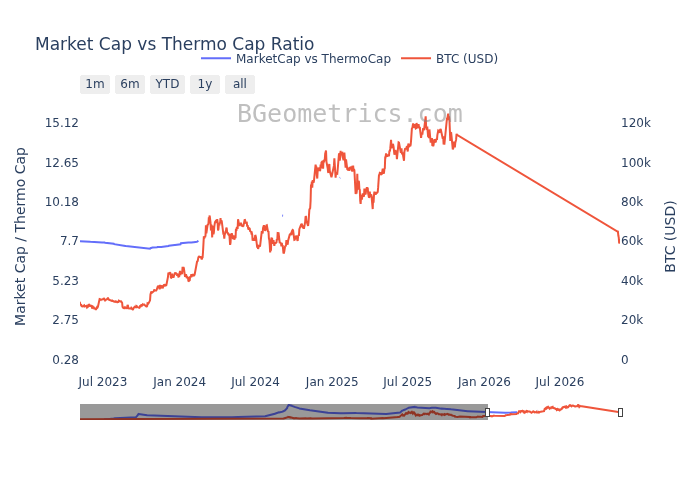 Market Cap vs Thermo Cap Ratio
MarketCap vs ThermoCap
BTC (USD)
1m 6m YTD 1y all
BGeometrics.com
15.12
12.65
10.18
7.7
5.23
2.75
0.28
Market Cap / Thermo Cap
120k
100k
80k
60k
40k
20k
0
BTC (USD)
Jul 2023 Jan 2024 Jul 2024 Jan 2025 Jul 2025 Jan 2026 Jul 2026